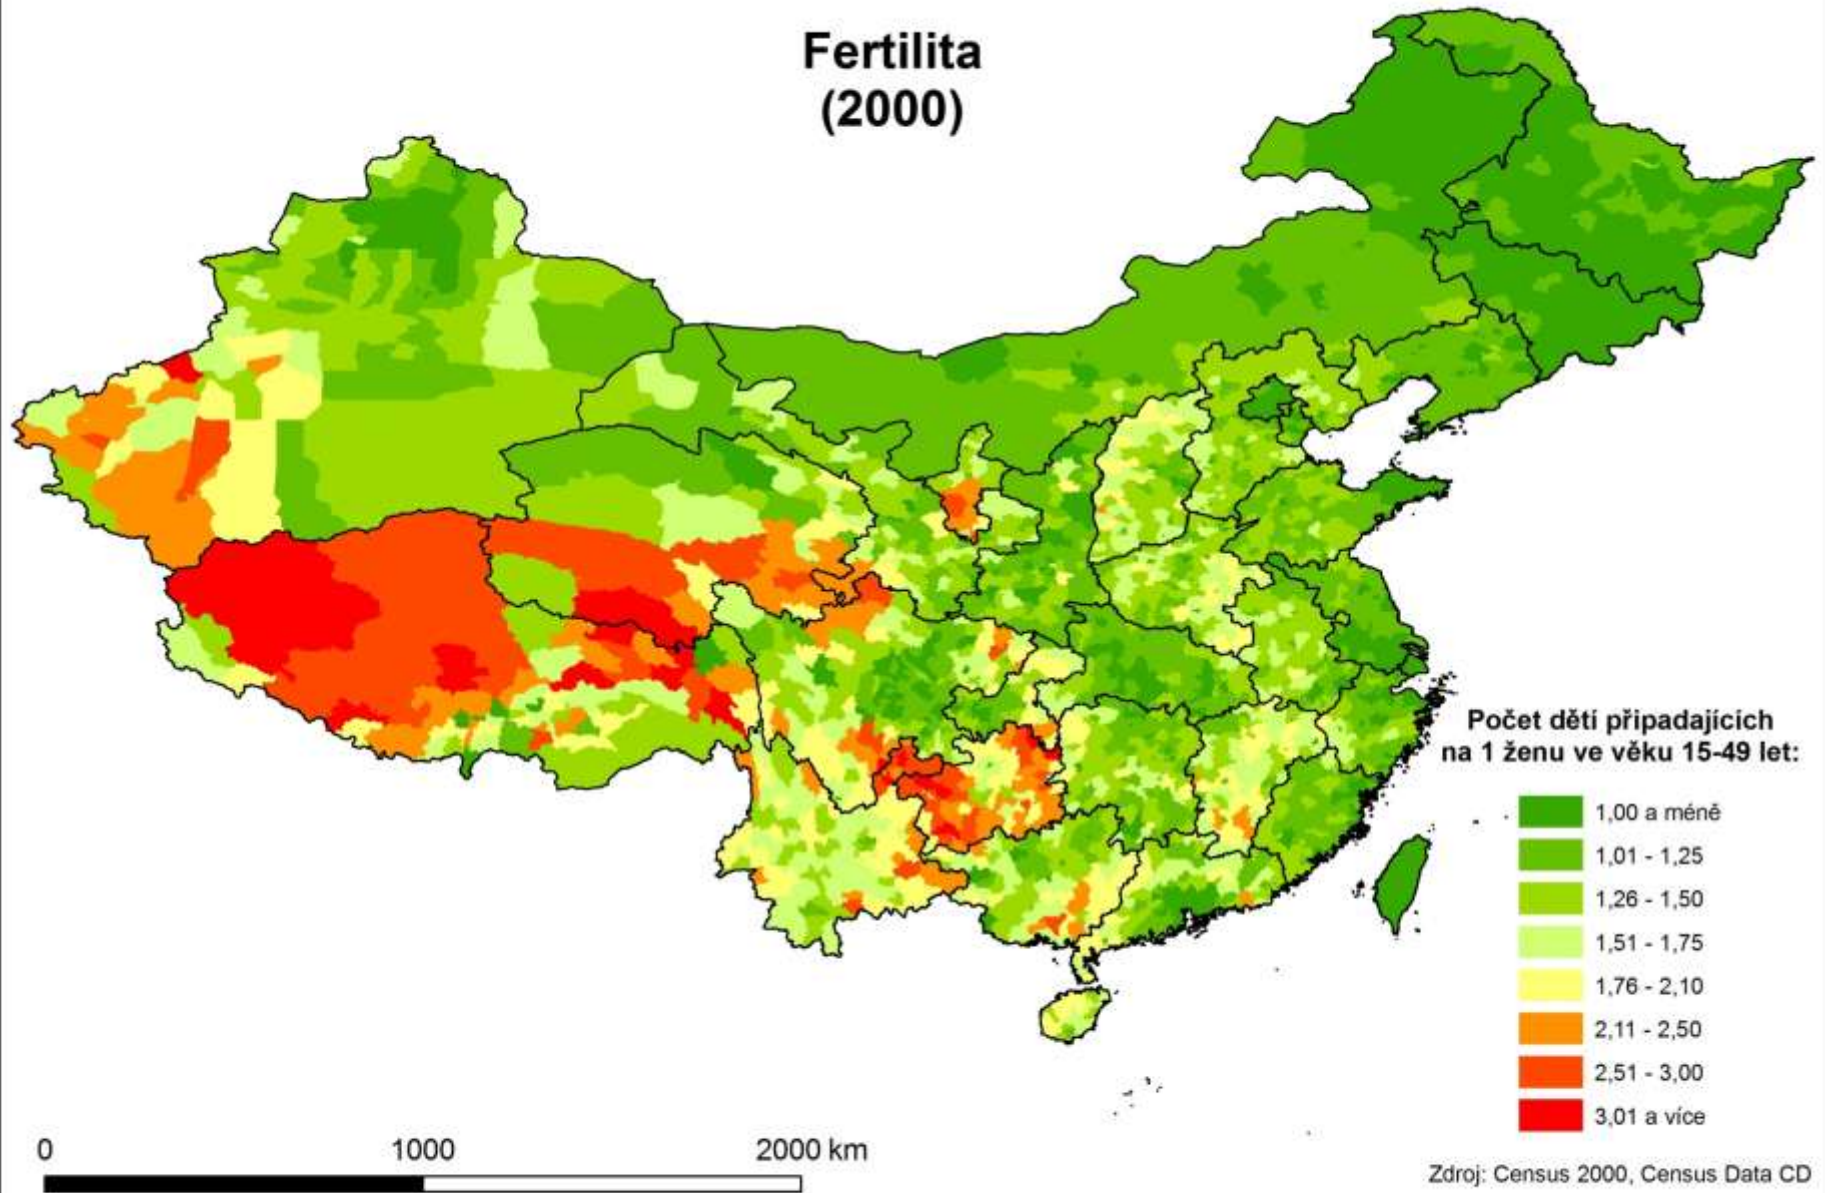 Fertilita
(2000)
Počet dětí připadajících
na 1 ženu ve věku 15-49 let:
1,00 a méně
1,01 - 1,25
1,26 - 1,50
1,51 - 1,75
1,76 - 2,10
2,11 - 2,50
2,51 - 3,00
3,01 a více
0 1000 2000 km
Zdroj: Census 2000, Census Data CD